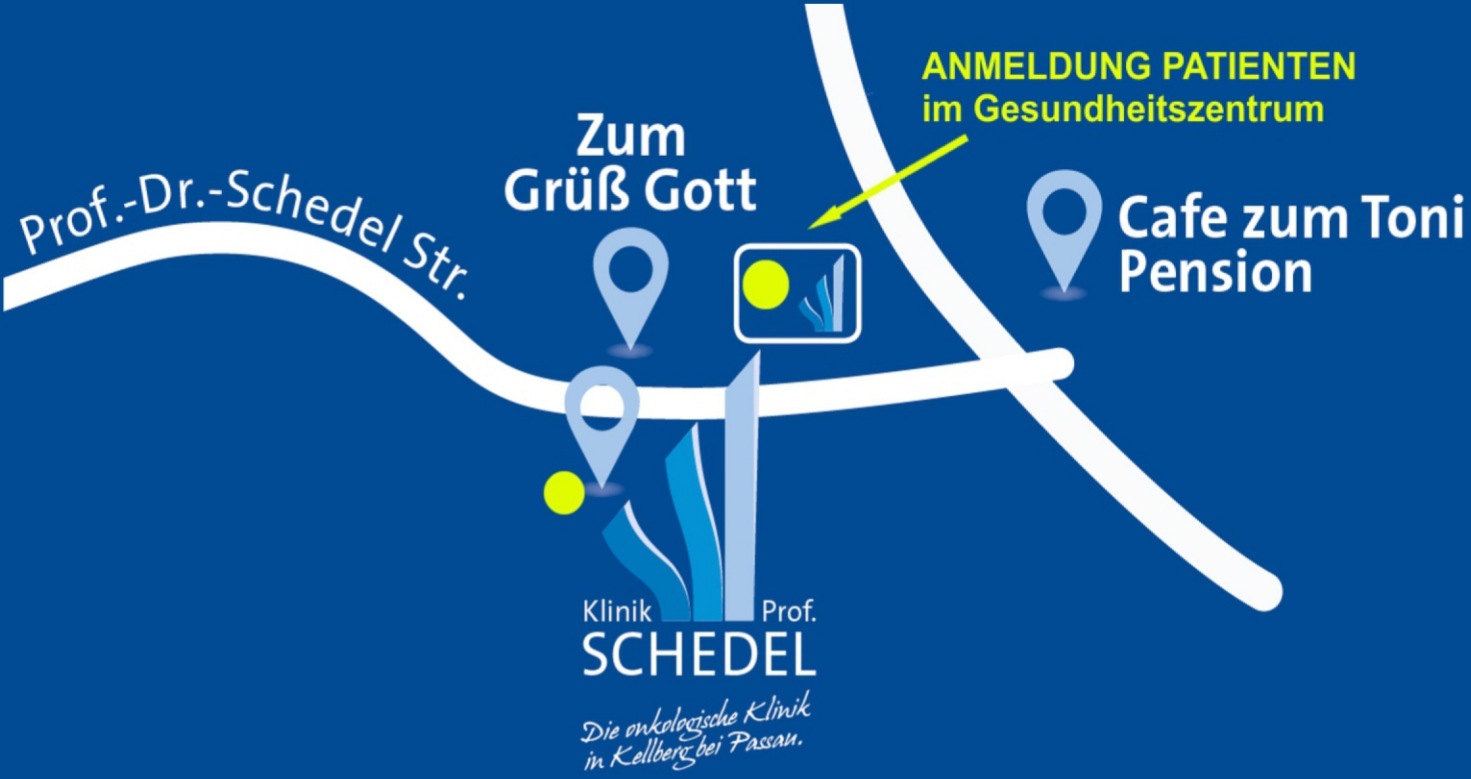 ANMELDUNG PATIENTEN
im Gesundheitszentrum
Zum
Grüß Gott
Prof.-Dr.-Schedel Str.
Cafe zum Toni
Pension
Klinik Prof.
SCHEDEL
Die onkologische Klinik
in Kellberg bei Passau.